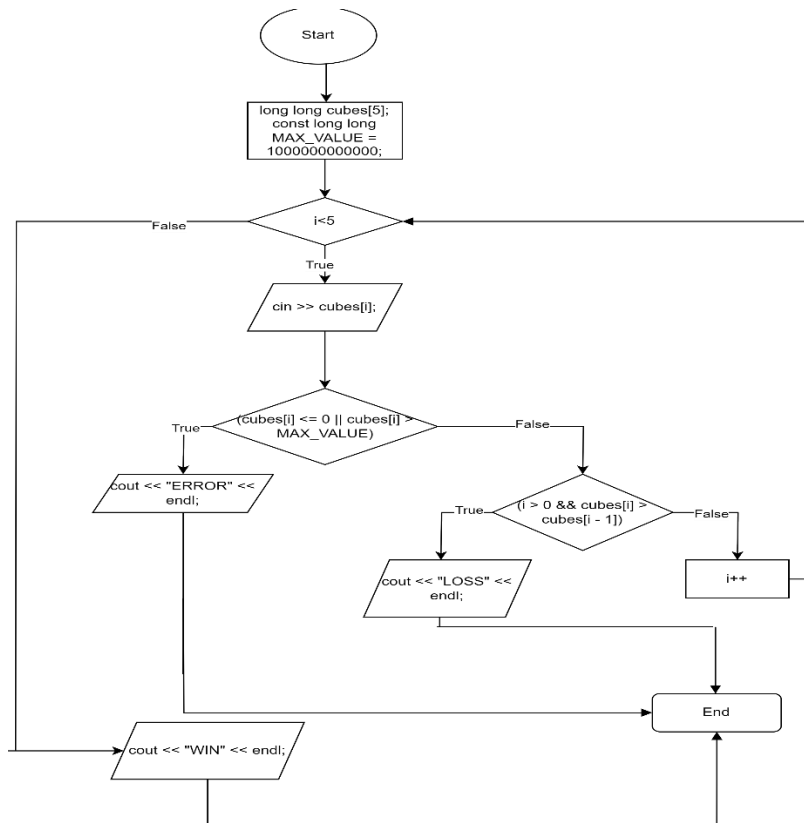 Start
long long cubes[5];
const long long
MAX_VALUE =
1000000000000;
i<5
False
True
cin >> cubes[i];
(cubes[i] <= 0 || cubes[i] >
MAX_VALUE)
True
False
cout << "ERROR" <<
endl;
(i > 0 && cubes[i] >
cubes[i - 1])
True
False
cout << "LOSS" <<
endl;
i++
End
cout << "WIN" << endl;